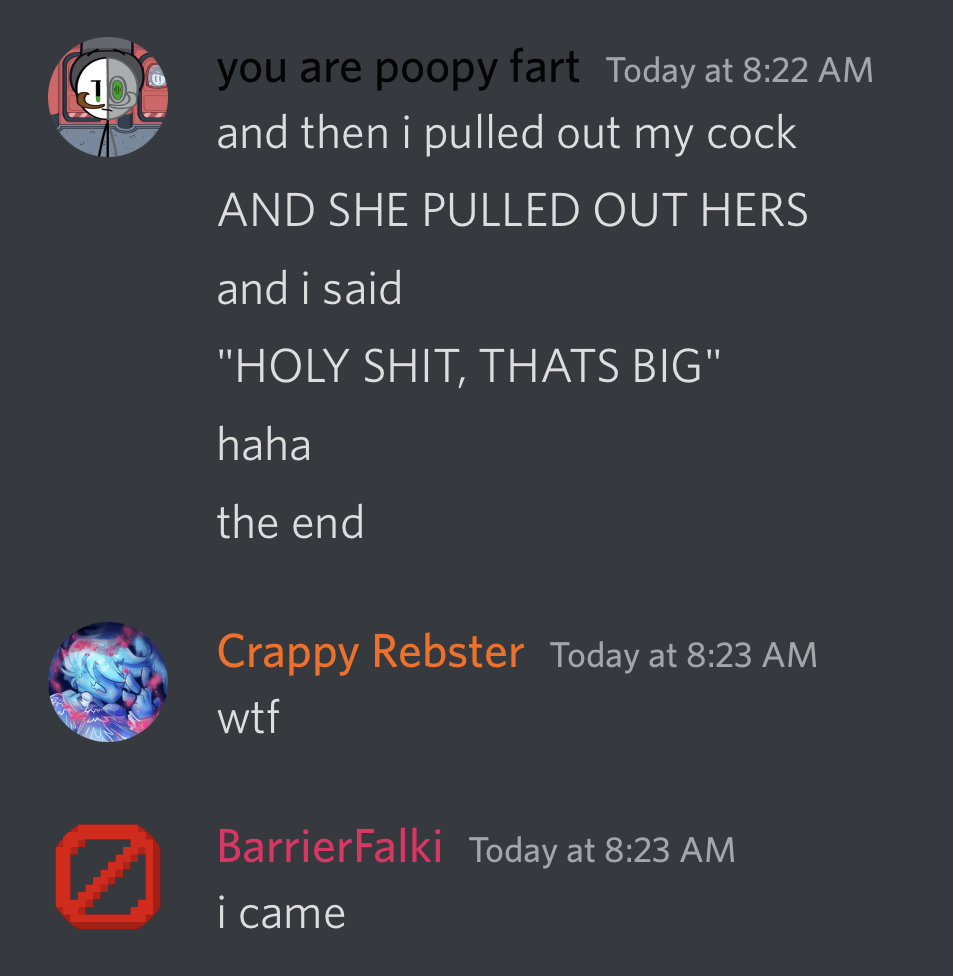 you are poopy fart Today at 8:22 AM
and then i pulled out my cock
AND SHE PULLED OUT HERS
and i said
"HOLY SHIT, THATS BIG"
haha
the end
Crappy Rebster Today at 8:23 AM
wtf
BarrierFalki Today at 8:23 AM
i came